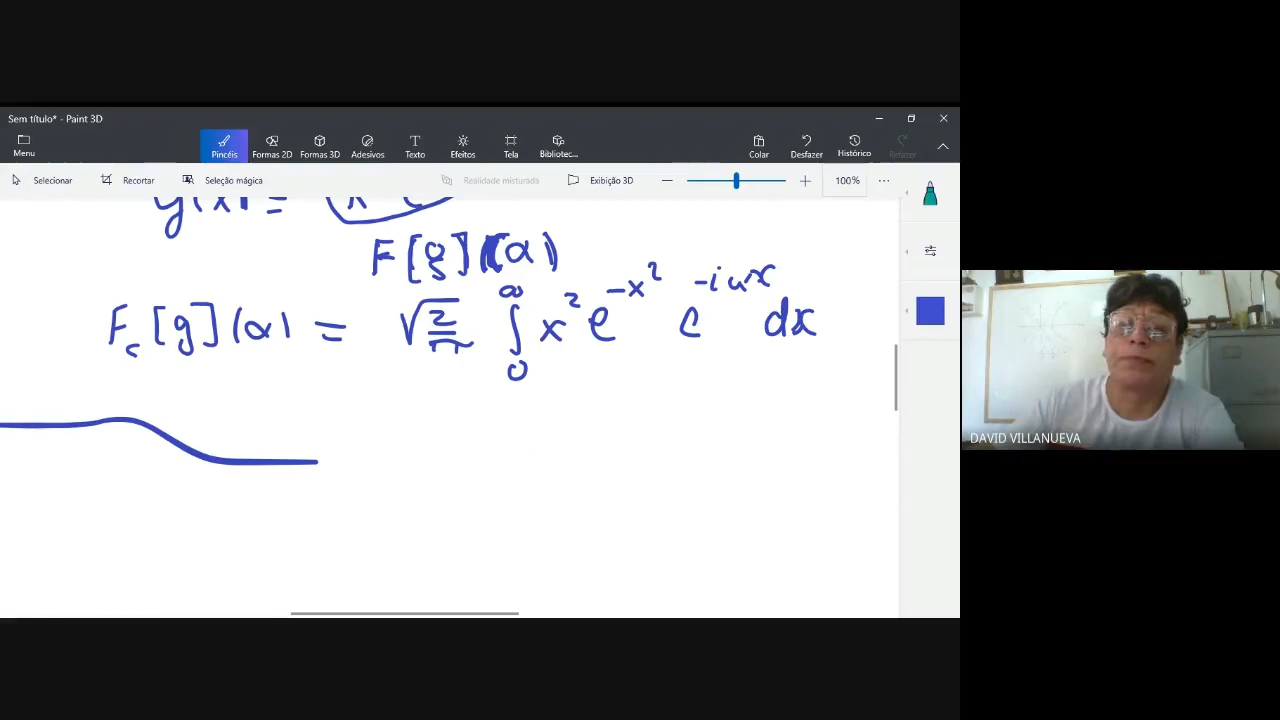 Sem título* - Paint 3D
Menu
Pincéis Formas 2D Formas 3D Adesivos Texto Efeitos Tela Bibliotec... Colar Desfazer Histórico Refazer
Selecionar Recortar Seleção mágica Realidade misturada Exibição 3D 100% ...
F[g](α)
F_c[g](α) = √(2/π) ∫₀^∞ x² e^(-x²) e^(-iωx) dx
DAVID VILLANUEVA